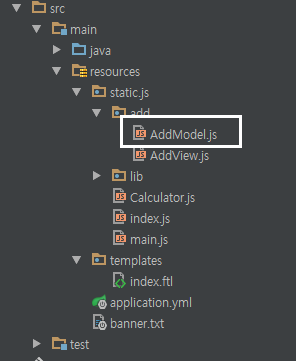 src
main
java
resources
static.js
add
AddModel.js
AddView.js
lib
Calculator.js
index.js
main.js
templates
index.ftl
application.yml
banner.txt
test